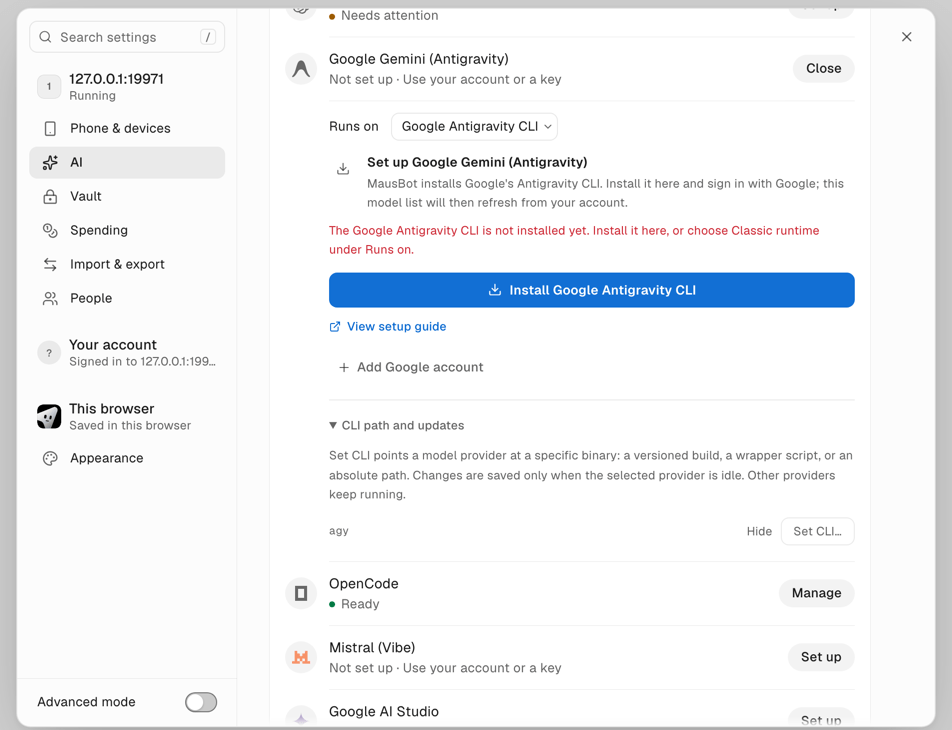 Search settings
/
1
127.0.0.1:19971
Running
Phone & devices
AI
Vault
Spending
Import & export
People
?
Your account
Signed in to 127.0.0.1:199…
This browser
Saved in this browser
Appearance
Advanced mode
Needs attention
Google Gemini (Antigravity)
Not set up · Use your account or a key
Close
Runs on
Google Antigravity CLI
Set up Google Gemini (Antigravity)
MausBot installs Google's Antigravity CLI. Install it here and sign in with Google; this
model list will then refresh from your account.
The Google Antigravity CLI is not installed yet. Install it here, or choose Classic runtime
under Runs on.
Install Google Antigravity CLI
View setup guide
Add Google account
CLI path and updates
Set CLI points a model provider at a specific binary: a versioned build, a wrapper script, or an
absolute path. Changes are saved only when the selected provider is idle. Other providers
keep running.
agy
Hide
Set CLI…
OpenCode
Ready
Manage
Mistral (Vibe)
Not set up · Use your account or a key
Set up
Google AI Studio
Set up